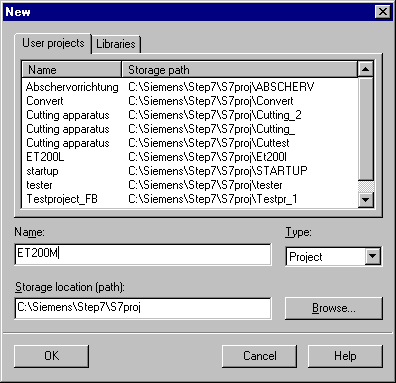 New
User projects Libraries
Name Storage path
Abschervorrichtung C:\Siemens\Step7\S7proj\ABSCHERV
Convert C:\Siemens\Step7\S7proj\Convert
Cutting apparatus C:\Siemens\Step7\S7proj\Cutting_2
Cutting apparatus C:\Siemens\Step7\S7proj\Cutting_
Cutting apparatus C:\Siemens\Step7\S7proj\Cuttest
ET200L C:\Siemens\Step7\S7proj\Et200l
startup C:\Siemens\Step7\S7proj\STARTUP
tester C:\Siemens\Step7\S7proj\tester
Testproject_FB C:\Siemens\Step7\S7proj\Testpr_1
Name: Type:
ET200M Project
Storage location (path):
C:\Siemens\Step7\S7proj Browse...
OK Cancel Help